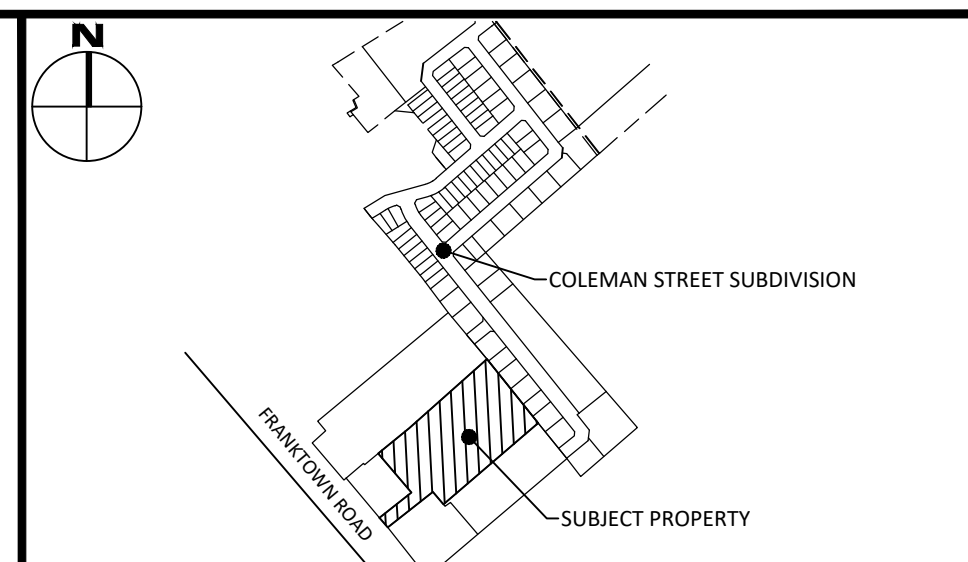 N
COLEMAN STREET SUBDIVISION
FRANKTOWN ROAD
SUBJECT PROPERTY